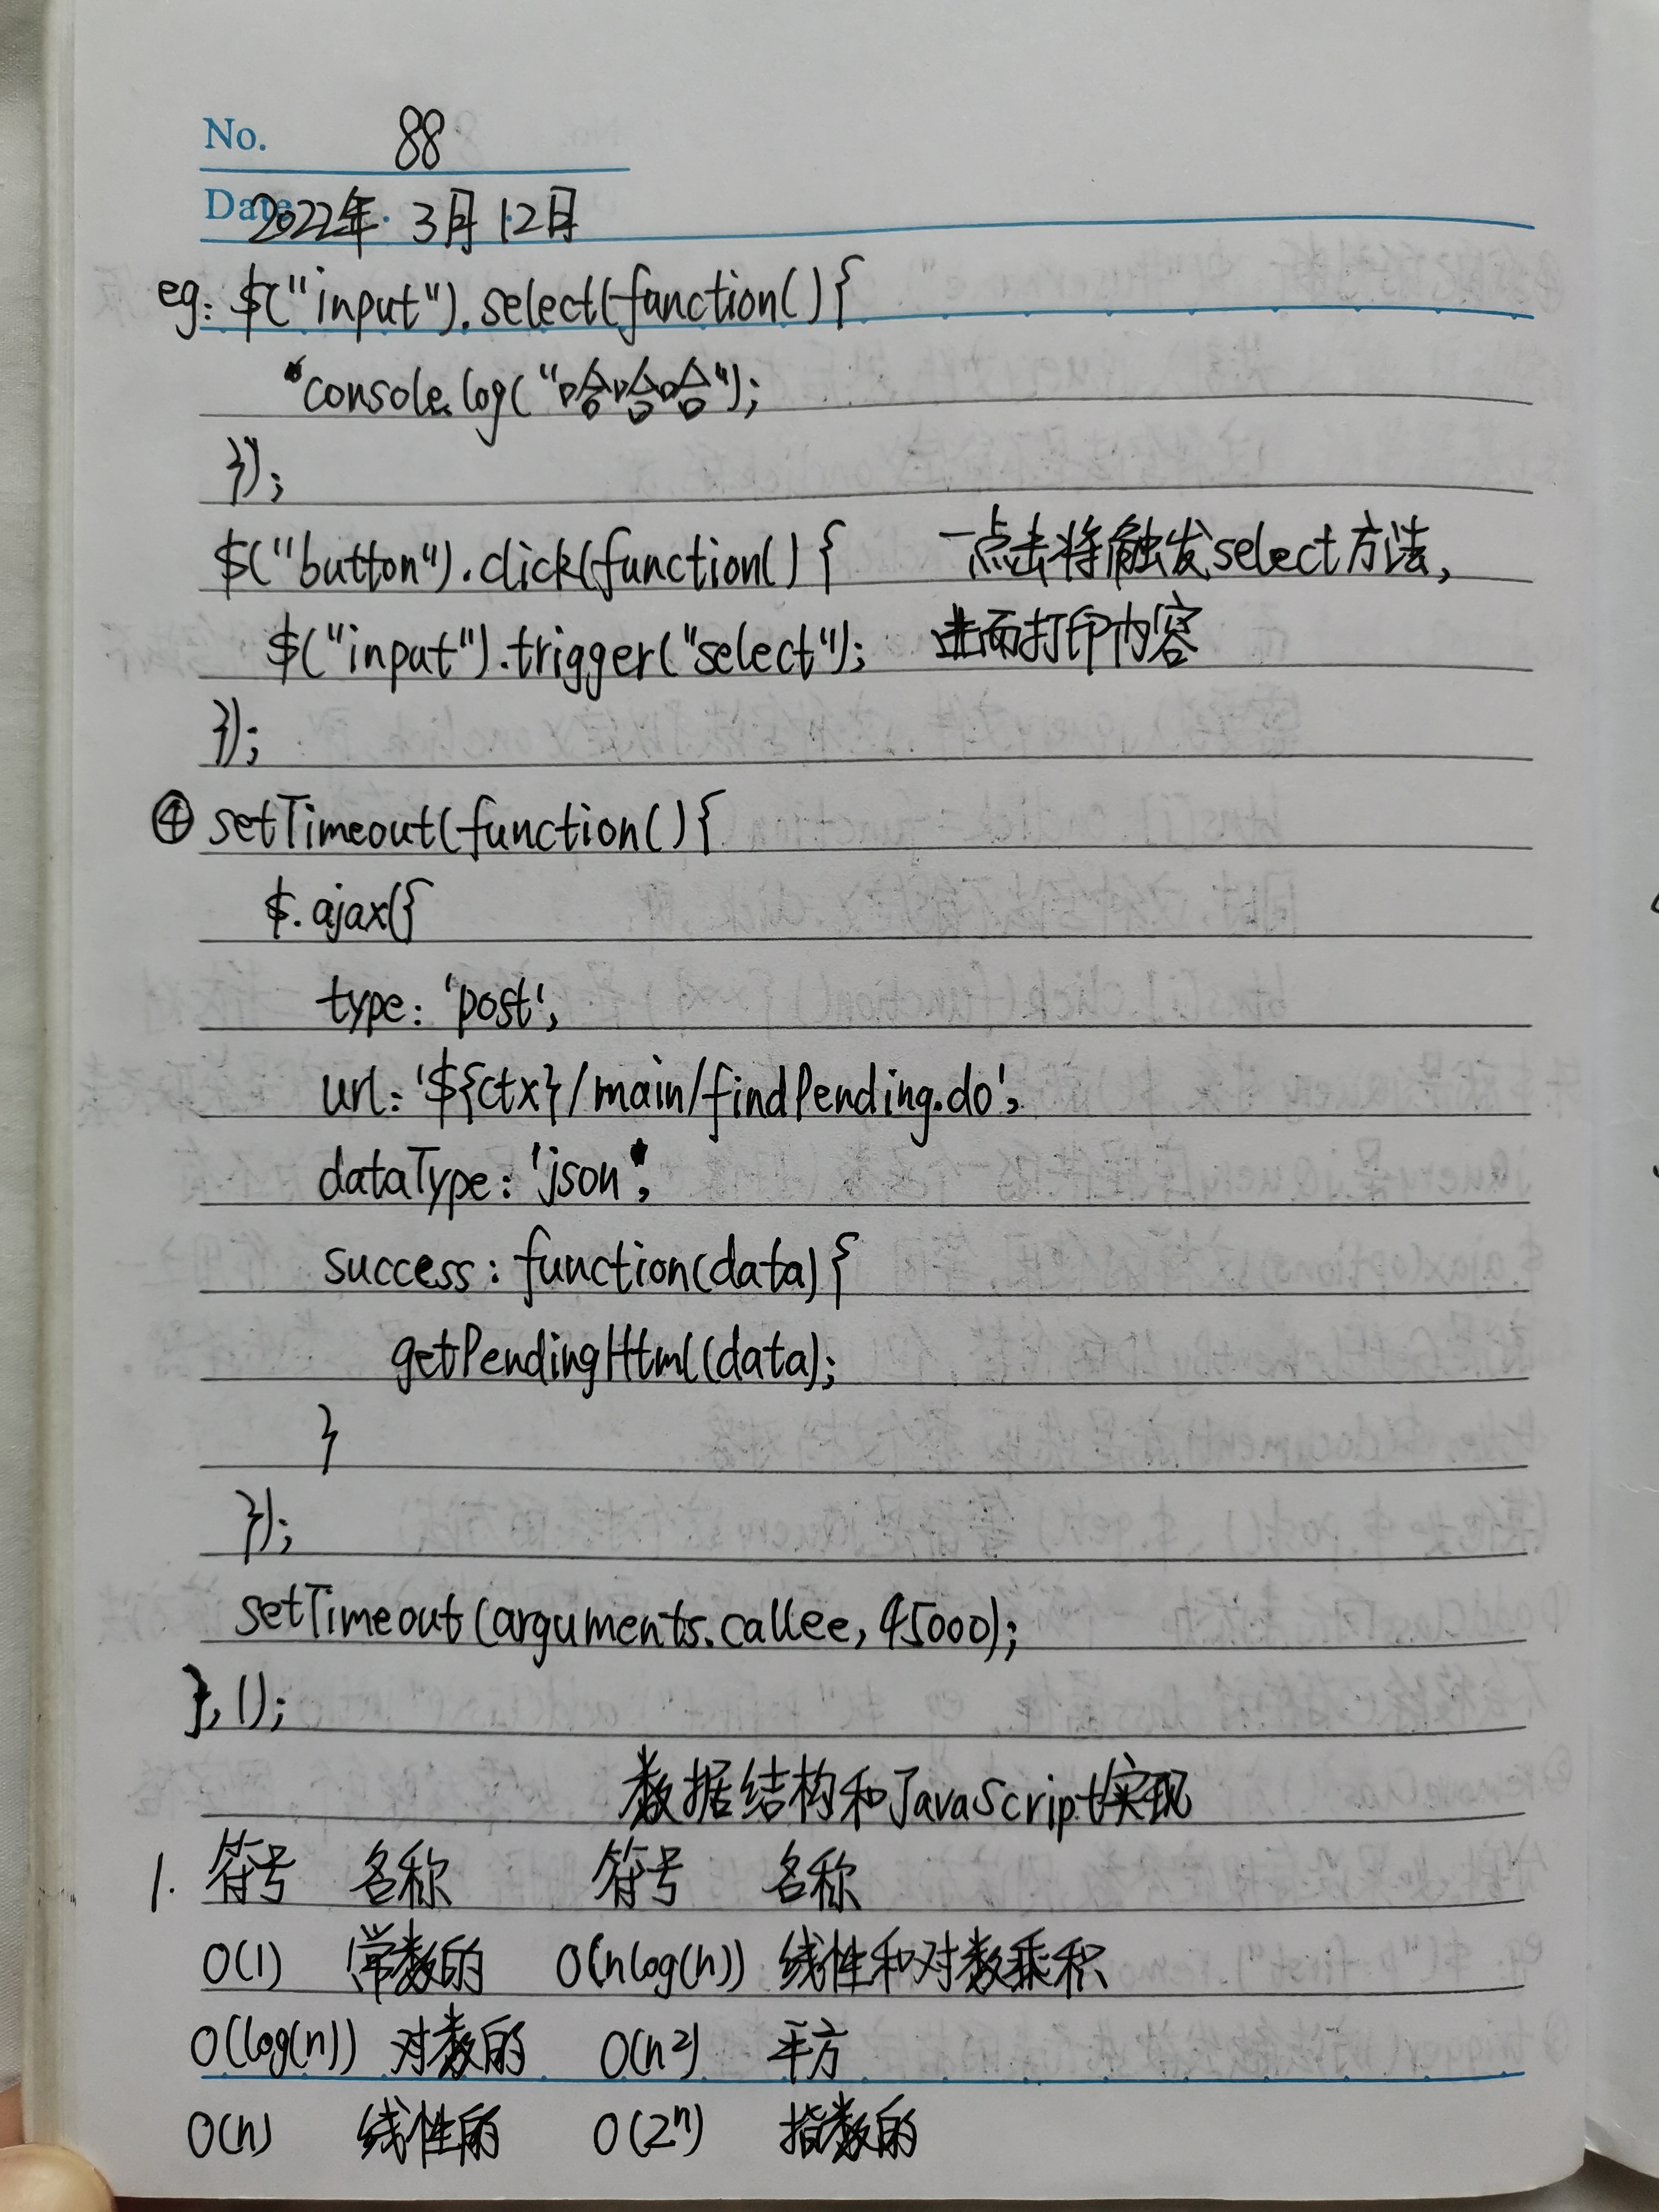 No. 88
Date 2022年 3月 12日
eg: $("input").select(function(){
console.log("哈哈哈");
});
$("button").click(function(){ 一点击将触发select方法,
$("input").trigger("select"); 进而打印内容
});
④ setTimeout(function(){
$.ajax({
type: 'post',
url: '${ctx}/main/findPending.do',
dataType: 'json',
success: function(data){
getPendingHtml(data);
}
});
setTimeout(arguments.callee, 45000);
},1);
数据结构和JavaScript实现
1. 符号 名称 符号 名称
O(1) 常数的 O(nlog(n)) 线性和对数乘积
O(log(n)) 对数的 O(n²) 平方
O(n) 线性的 O(2ⁿ) 指数的